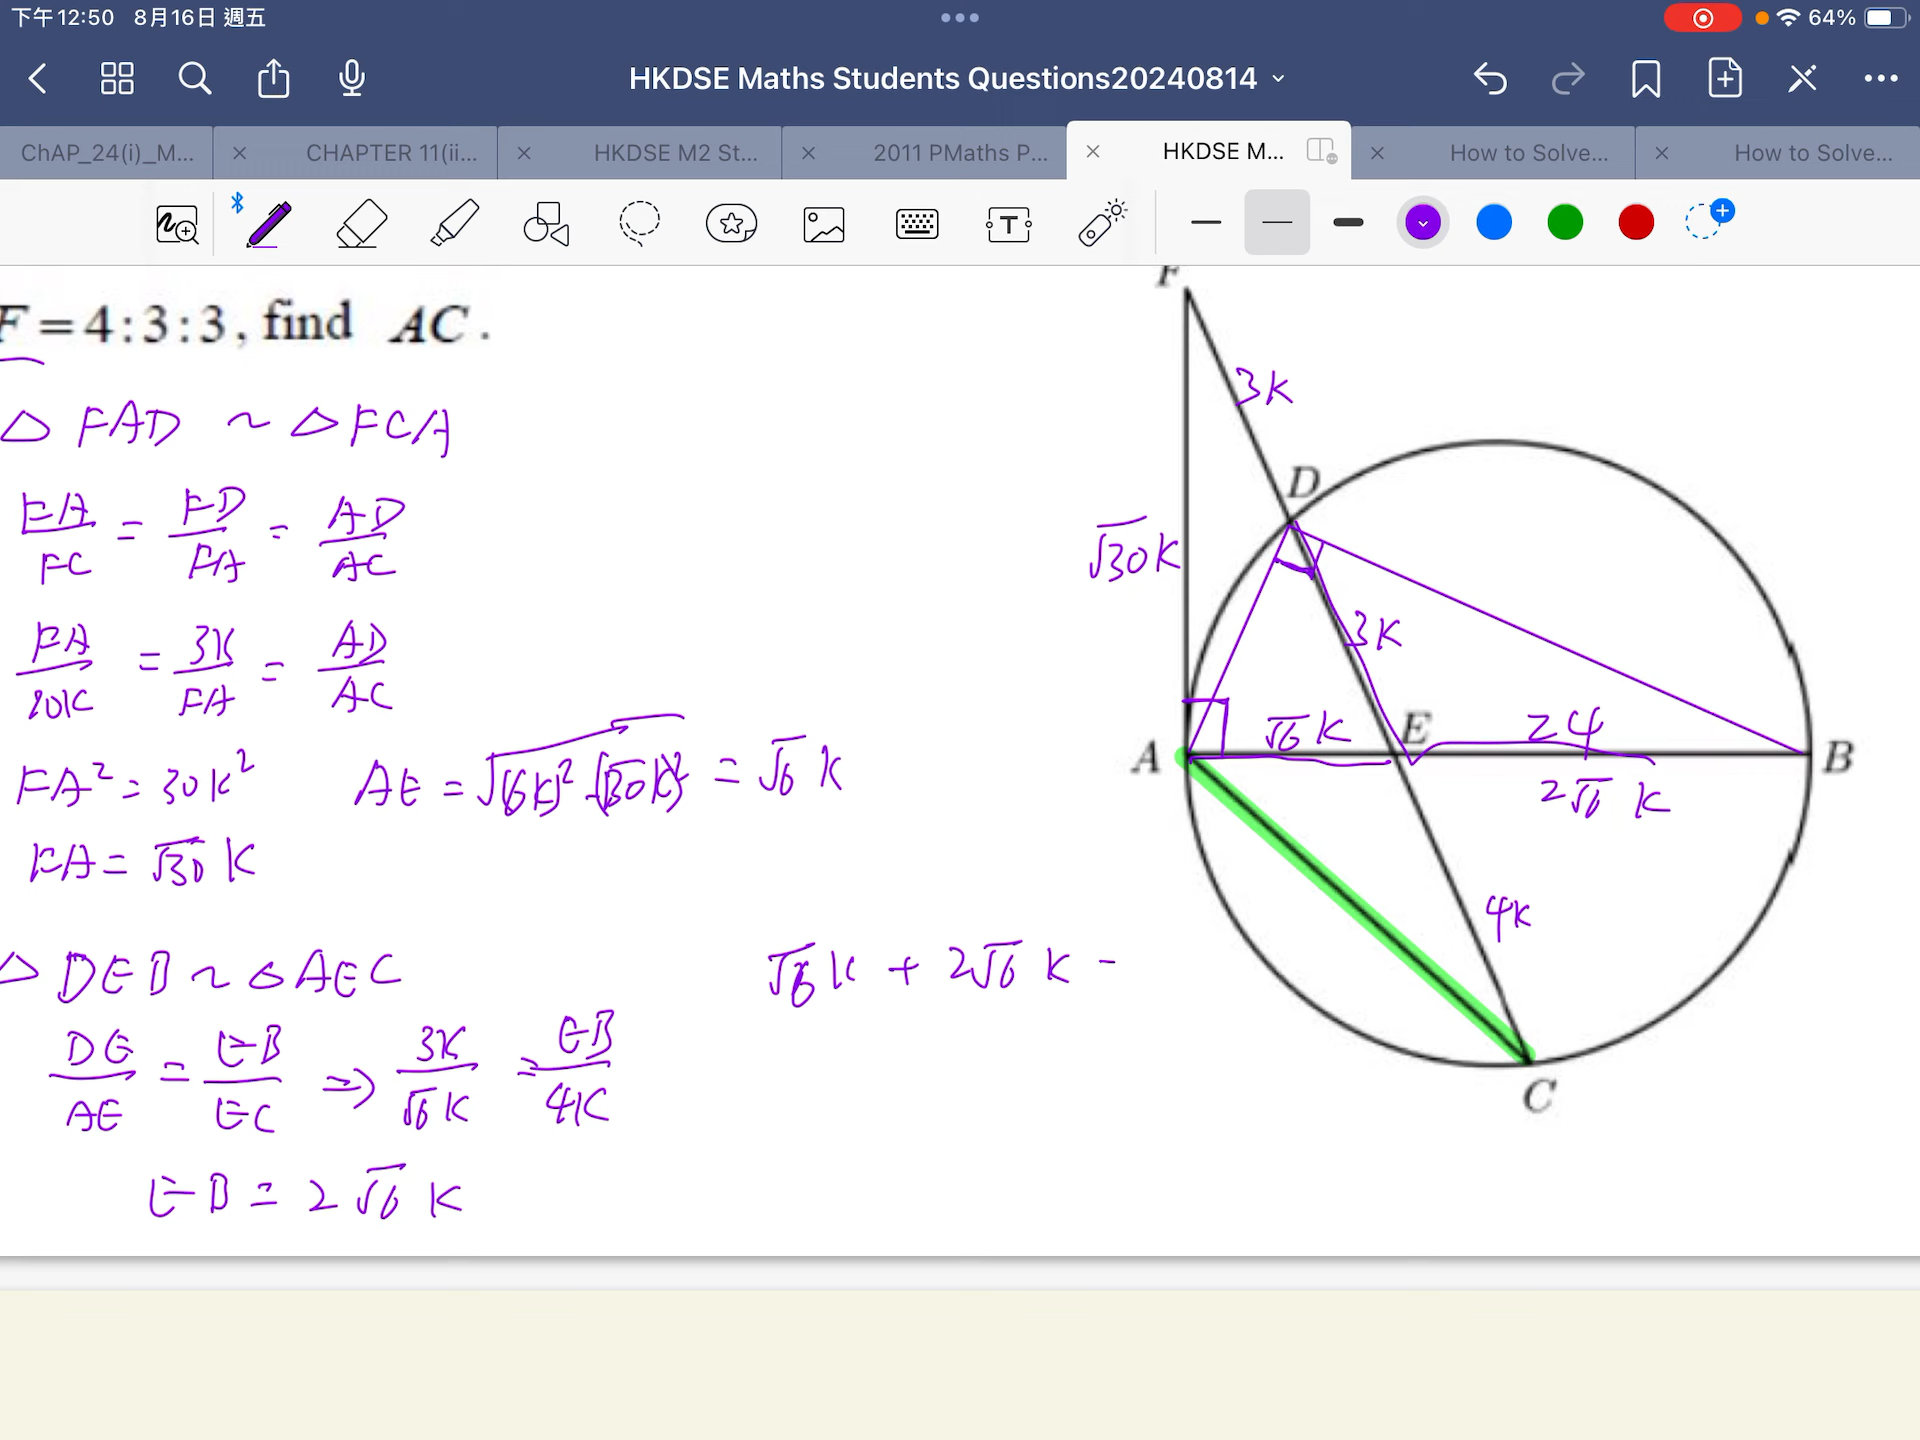 下午12:50 8月16日 週五
64%
HKDSE Maths Students Questions20240814
ChAP_24(i)_M...
CHAPTER 11(ii...
HKDSE M2 St...
2011 PMaths P...
HKDSE M...
How to Solve...
How to Solve...
F = 4:3:3, find AC.
△ FAD ~ △ FCA
FA/FC = FD/FA = AD/AC
FA/10K = 3K/FA = AD/AC
FA² = 30K²
AE = √(6K)² - (√30K)² = √6 K
FA = √30 K
△ DEB ~ △ AEC
DE/AE = EB/EC ⇒ 3K/√6 K = EB/4K
EB = 2√6 K
√6 K + 2√6 K =
F
3K
D
√30 K
3K
A
√6 K
E
24
B
2√6 K
4K
C